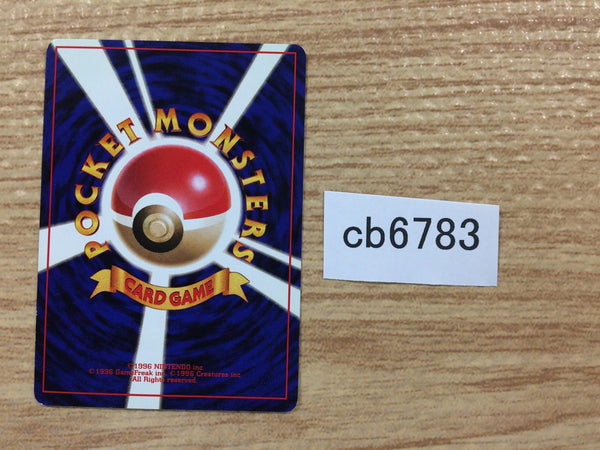 POCKET MONSTERS
CARD GAME
©1996 NINTENDO inc
©1996 GameFreak inc ©1996 Creatures inc
All Rights reserved
cb6783